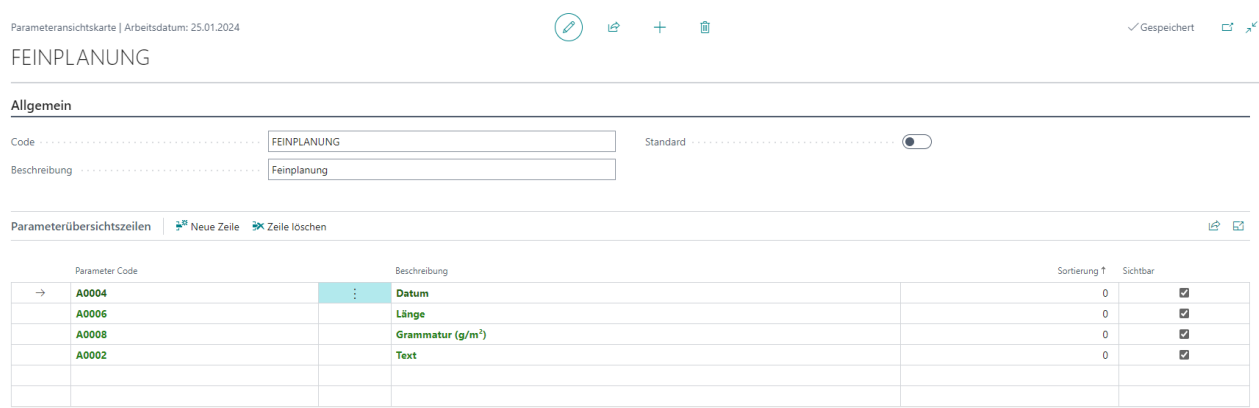 Parameteransichtskarte | Arbeitsdatum: 25.01.2024
Gespeichert
FEINPLANUNG
Allgemein
Code FEINPLANUNG Standard
Beschreibung Feinplanung
Parameterübersichtszeilen Neue Zeile Zeile löschen
Parameter Code Beschreibung Sortierung ↑ Sichtbar
A0004 Datum 0
A0006 Länge 0
A0008 Grammatur (g/m²) 0
A0002 Text 0